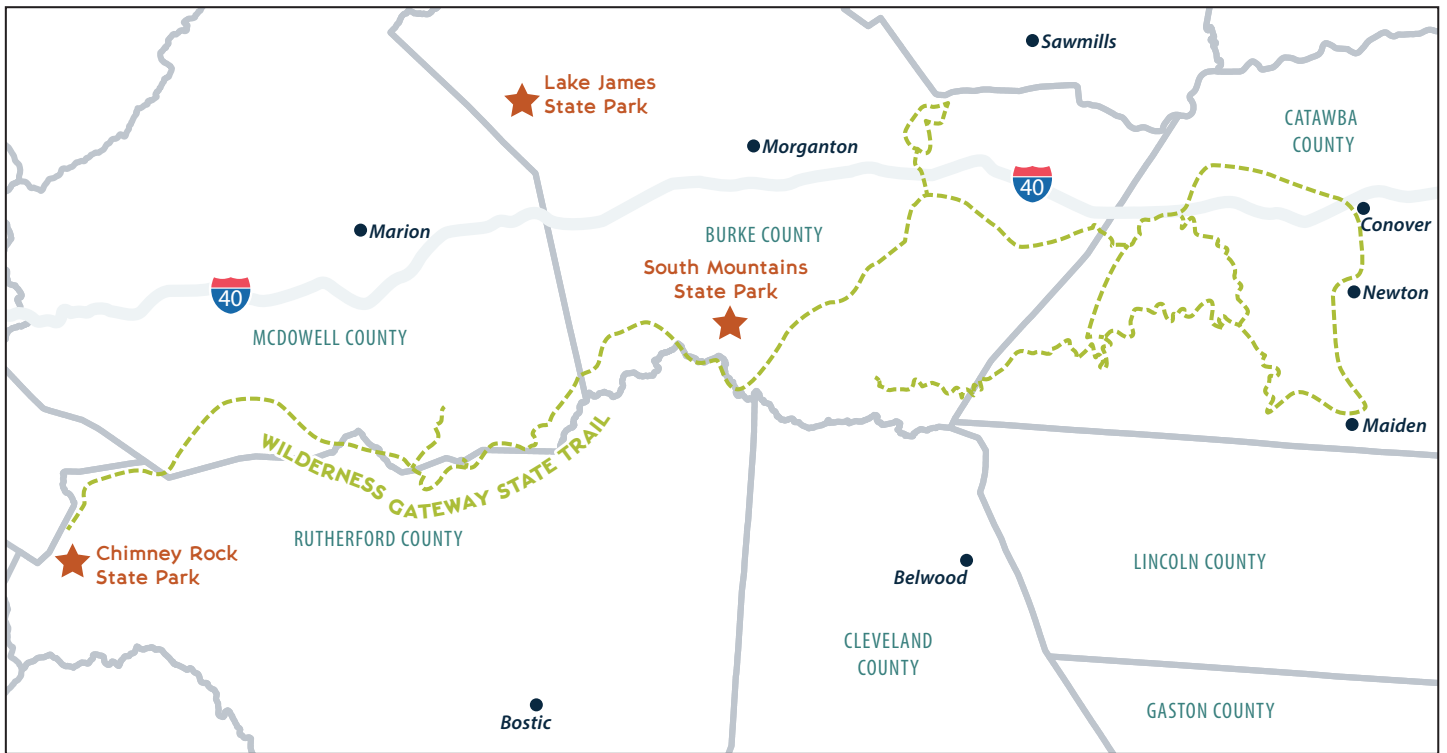 Sawmills
Lake James
State Park
CATAWBA
COUNTY
Morganton
40
Conover
Marion
BURKE COUNTY
South Mountains
State Park
Newton
40
MCDOWELL COUNTY
Maiden
WILDERNESS GATEWAY STATE TRAIL
RUTHERFORD COUNTY
Chimney Rock
State Park
LINCOLN COUNTY
Belwood
CLEVELAND
COUNTY
Bostic
GASTON COUNTY